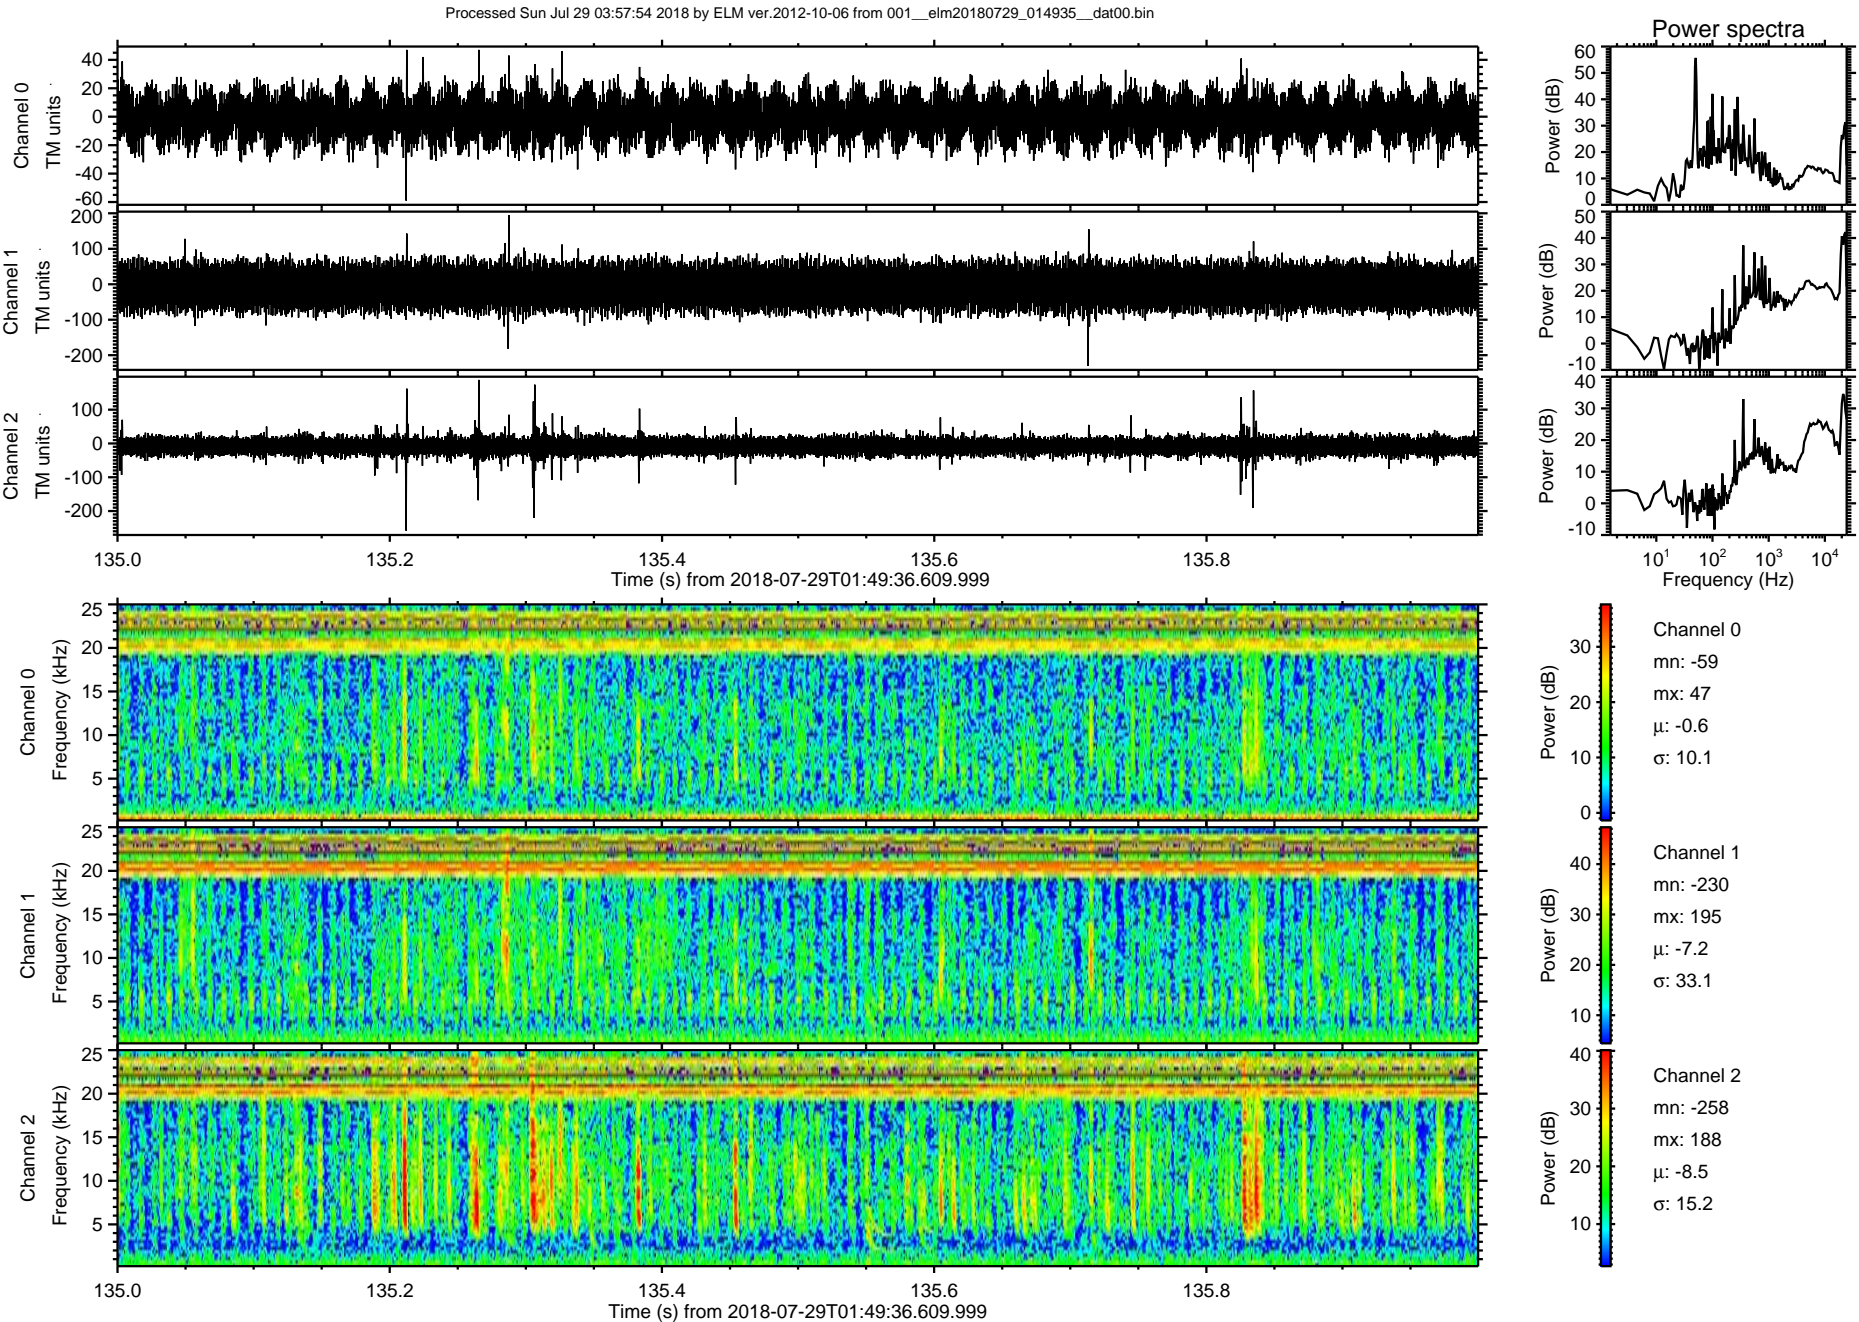 Processed Sun Jul 29 03:57:54 2018 by ELM ver.2012-10-06 from 001__elm20180729_014935__dat00.bin
Power spectra
Channel 0
TM units
40
20
0
-20
-40
-60
Power (dB)
60
50
40
30
20
10
0
Channel 1
TM units
200
100
0
-100
-200
Power (dB)
50
40
30
20
10
0
-10
Channel 2
TM units
100
0
-100
-200
Power (dB)
40
30
20
10
0
-10
135.0 135.2 135.4 135.6 135.8
Time (s) from 2018-07-29T01:49:36.609.999
10^1 10^2 10^3 10^4
Frequency (Hz)
Channel 0
Frequency (kHz)
25
20
15
10
5
Power (dB)
30
20
10
0
Channel 0
mn: -59
mx: 47
μ: -0.6
σ: 10.1
Channel 1
Frequency (kHz)
25
20
15
10
5
Power (dB)
40
30
20
10
Channel 1
mn: -230
mx: 195
μ: -7.2
σ: 33.1
Channel 2
Frequency (kHz)
25
20
15
10
5
Power (dB)
40
30
20
10
Channel 2
mn: -258
mx: 188
μ: -8.5
σ: 15.2
135.0 135.2 135.4 135.6 135.8
Time (s) from 2018-07-29T01:49:36.609.999